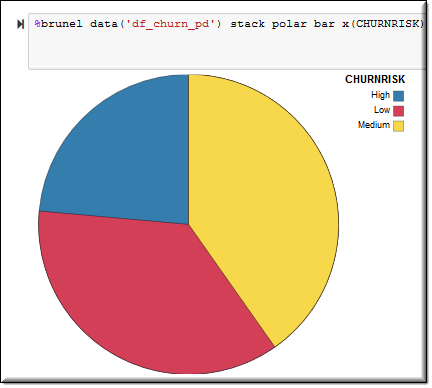 %brunel data('df_churn_pd') stack polar bar x(CHURNRISK)
CHURNRISK
High
Low
Medium